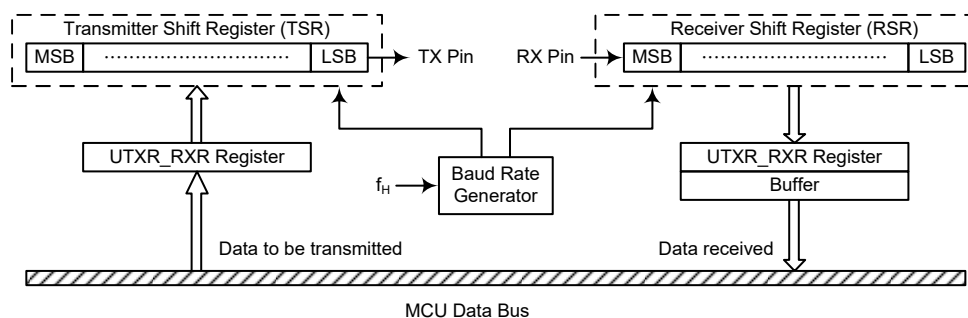 Transmitter Shift Register (TSR)
MSB ………………………… LSB
TX Pin
Receiver Shift Register (RSR)
RX Pin
MSB ………………………… LSB
UTXR_RXR Register
fH
Baud Rate
Generator
UTXR_RXR Register
Buffer
Data to be transmitted
Data received
MCU Data Bus